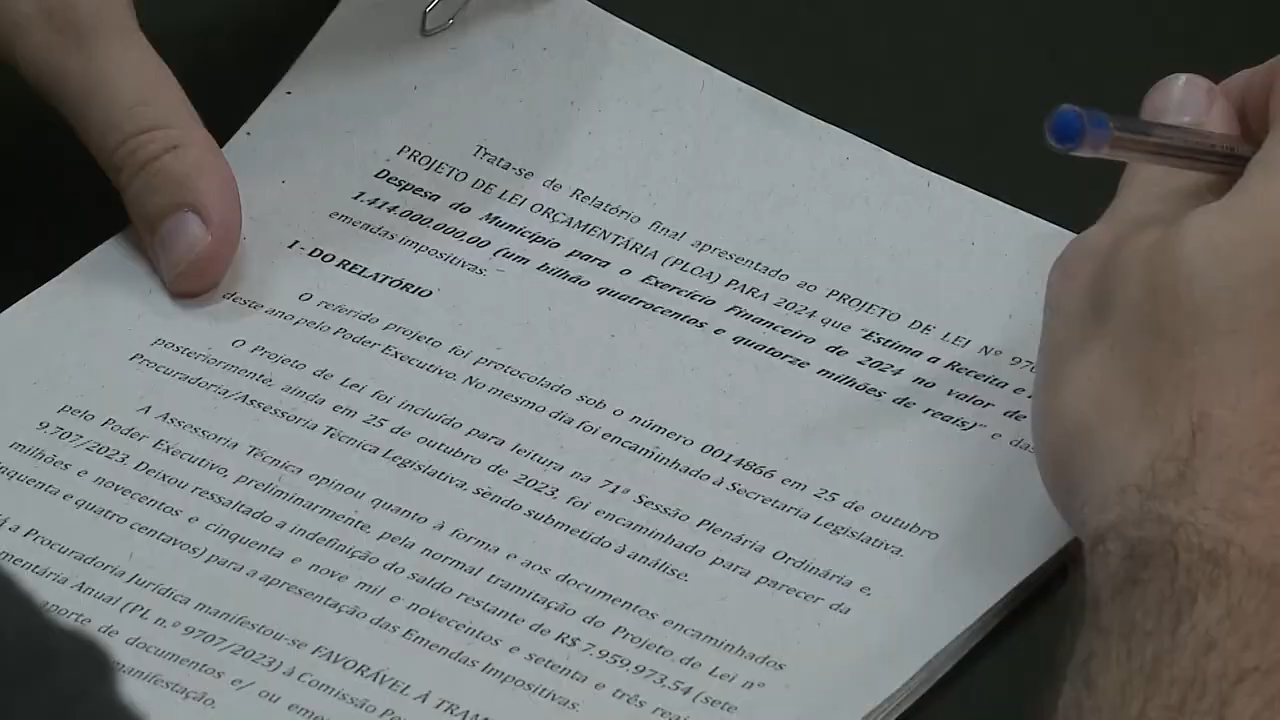 Trata-se de Relatório final apresentado ao PROJETO DE LEI Nº 970
PROJETO DE LEI ORÇAMENTÁRIA (PLOA) PARA 2024 que "Estima a Receita e
Despesa do Município para o Exercício Financeiro de 2024 no valor de
1.414.000.000,00 (um bilhão quatrocentos e quatorze milhões de reais)" e das
emendas impositivas.
I - DO RELATÓRIO
O referido projeto foi protocolado sob o número 0014866 em 25 de outubro
deste ano pelo Poder Executivo. No mesmo dia foi encaminhado à Secretaria Legislativa.
O Projeto de Lei foi incluído para leitura na 71ª Sessão Plenária Ordinária e,
posteriormente, ainda em 25 de outubro de 2023, foi encaminhado para parecer da
Procuradoria/Assessoria Técnica Legislativa, sendo submetido à análise.
A Assessoria Técnica opinou quanto à forma e aos documentos encaminhados
pelo Poder Executivo, preliminarmente, pela normal tramitação do Projeto de Lei nº
9.707/2023. Deixou ressaltado a indefinição do saldo restante de R$ 7.959.973,54 (sete
milhões e novecentos e cinquenta e nove mil e novecentos e setenta e três reai
nquenta e quatro centavos) para a apresentação das Emendas Impositivas.
á a Procuradoria Jurídica manifestou-se FAVORÁVEL À TRAM
mentária Anual (PL n.º 9707/2023) à Comissão Pe
aporte de documentos e/ ou eme
manifestação.